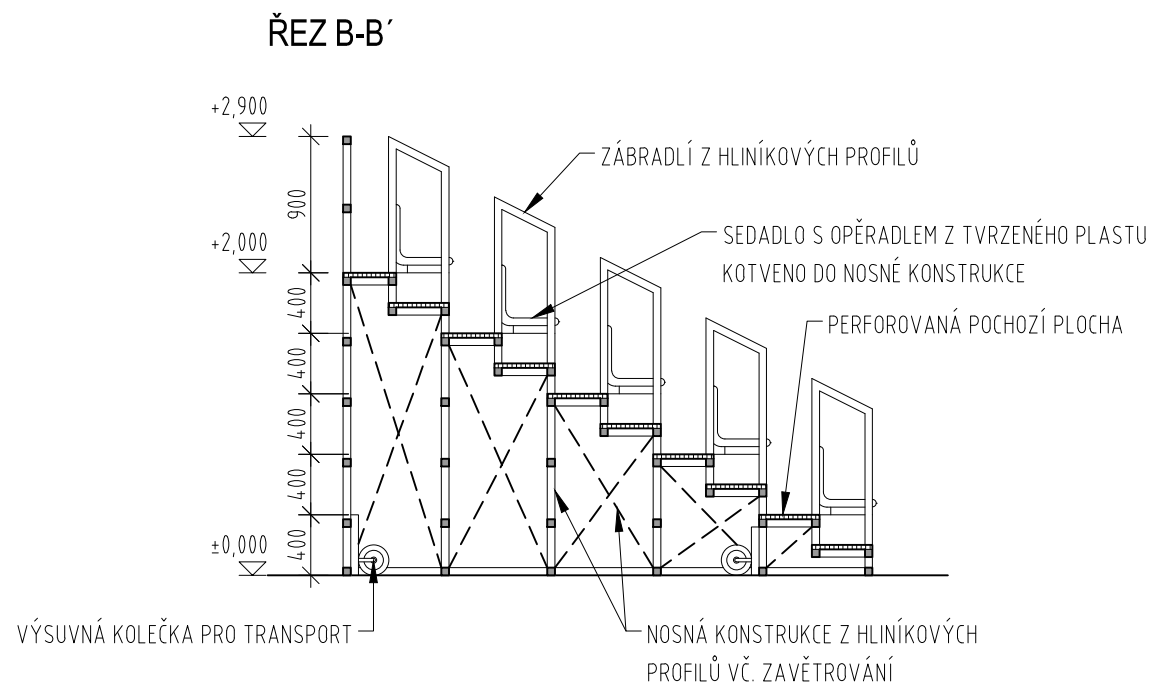 ŘEZ B-B´
+2,900
ZÁBRADLÍ Z HLINÍKOVÝCH PROFILŮ
900
+2,000
SEDADLO S OPĚRADLEM Z TVRZENÉHO PLASTU
KOTVENO DO NOSNÉ KONSTRUKCE
400
PERFOROVANÁ POCHOZÍ PLOCHA
400
400
400
400
±0,000
VÝSUVNÁ KOLEČKA PRO TRANSPORT
NOSNÁ KONSTRUKCE Z HLINÍKOVÝCH
PROFILŮ VČ. ZAVĚTROVÁNÍ